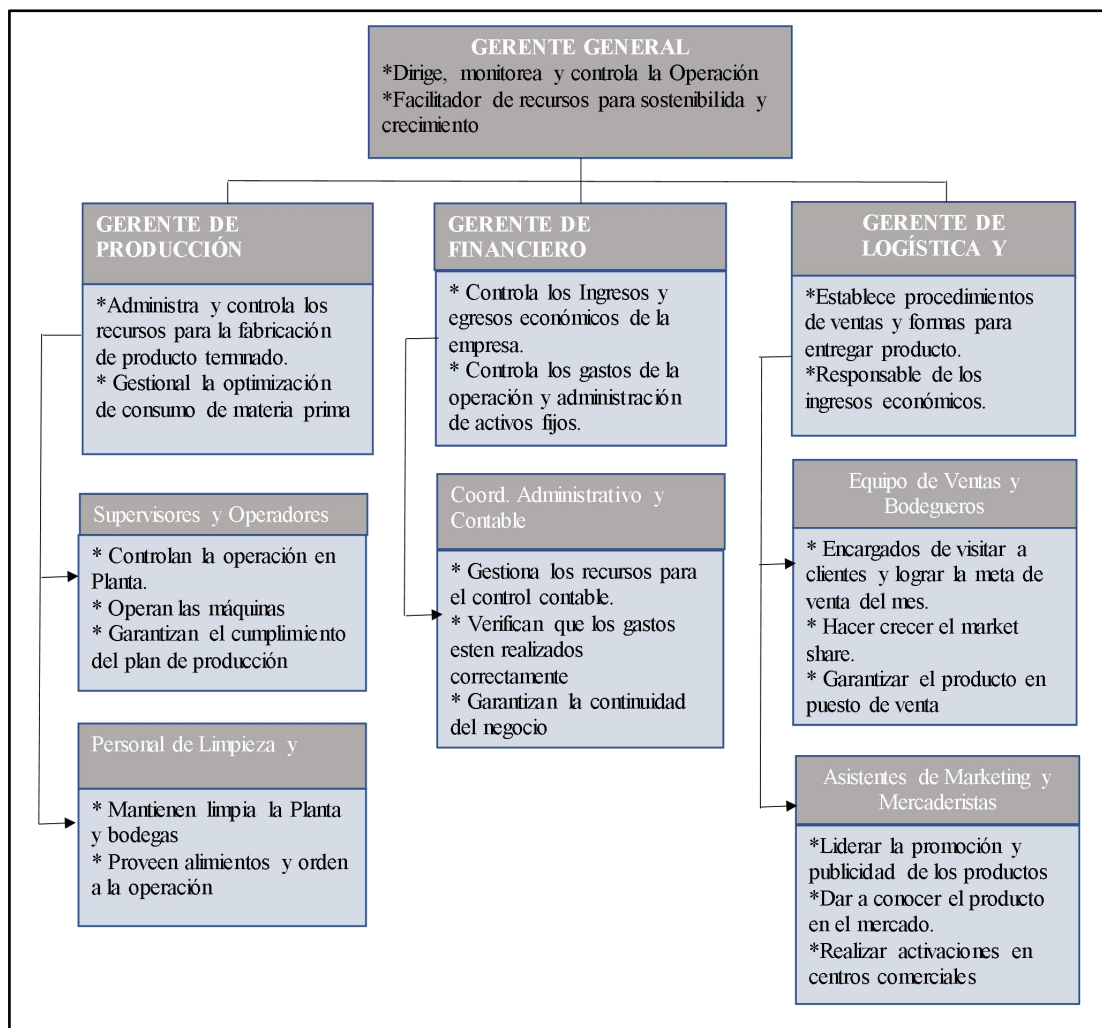 GERENTE GENERAL
*Dirige, monitorea y controla la Operación
*Facilitador de recursos para sostenibilida y
crecimiento
GERENTE DE
PRODUCCIÓN
*Administra y controla los
recursos para la fabricación
de producto termnado.
* Gestional la optimización
de consumo de materia prima
Supervisores y Operadores
* Controlan la operación en
Planta.
* Operan las máquinas
* Garantizan el cumplimiento
del plan de producción
Personal de Limpieza y
* Mantienen limpia la Planta
y bodegas
* Proveen alimientos y orden
a la operación
GERENTE DE
FINANCIERO
* Controla los Ingresos y
egresos económicos de la
empresa.
* Controla los gastos de la
operación y administración
de activos fijos.
Coord. Administrativo y
Contable
* Gestiona los recursos para
el control contable.
* Verifican que los gastos
esten realizados
correctamente
* Garantizan la continuidad
del negocio
GERENTE DE
LOGÍSTICA Y
*Establece procedimientos
de ventas y formas para
entregar producto.
*Responsable de los
ingresos económicos.
Equipo de Ventas y
Bodegueros
* Encargados de visitar a
clientes y lograr la meta de
venta del mes.
* Hacer crecer el market
share.
* Garantizar el producto en
puesto de venta
Asistentes de Marketing y
Mercaderistas
*Liderar la promoción y
publicidad de los productos
*Dar a conocer el producto
en el mercado.
*Realizar activaciones en
centros comerciales